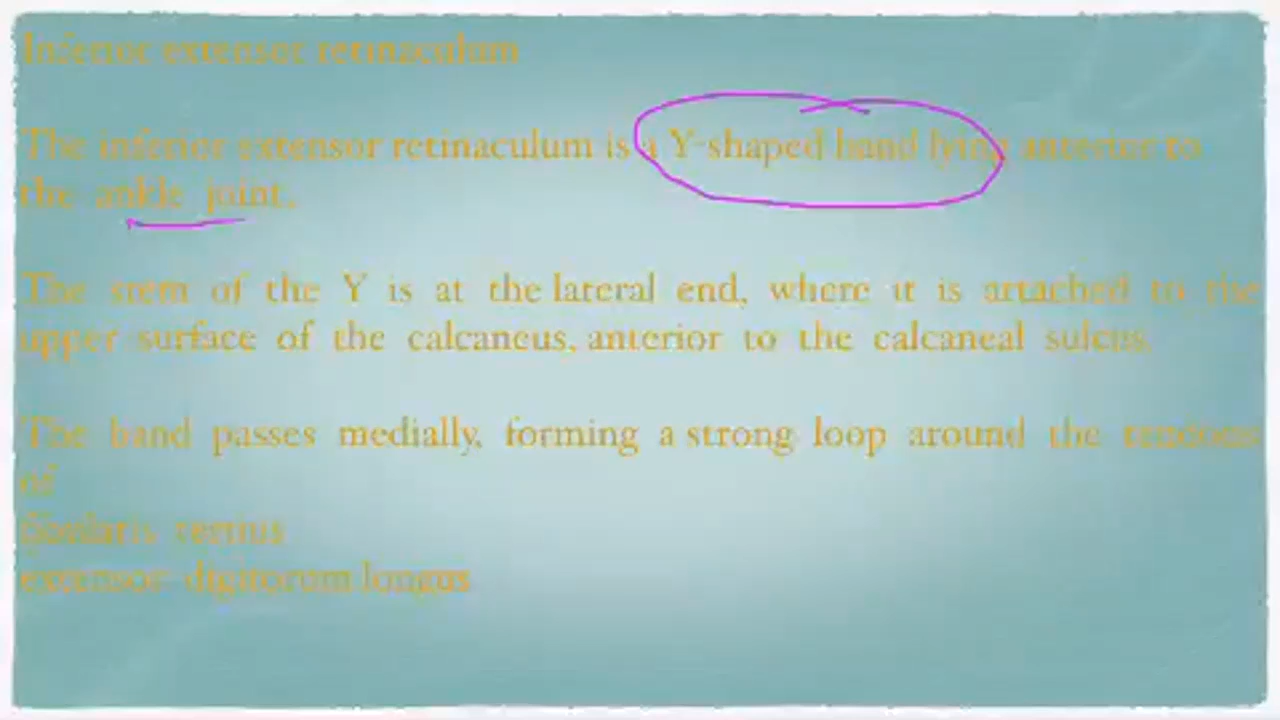 Inferior extensor retinaculum
The inferior extensor retinaculum is a Y-shaped band lying anterior to
the ankle joint.
The stem of the Y is at the lateral end, where it is attached to the
upper surface of the calcaneus, anterior to the calcaneal sulcus.
The band passes medially, forming a strong loop around the tendons
of
fibularis tertius
extensor digitorum longus